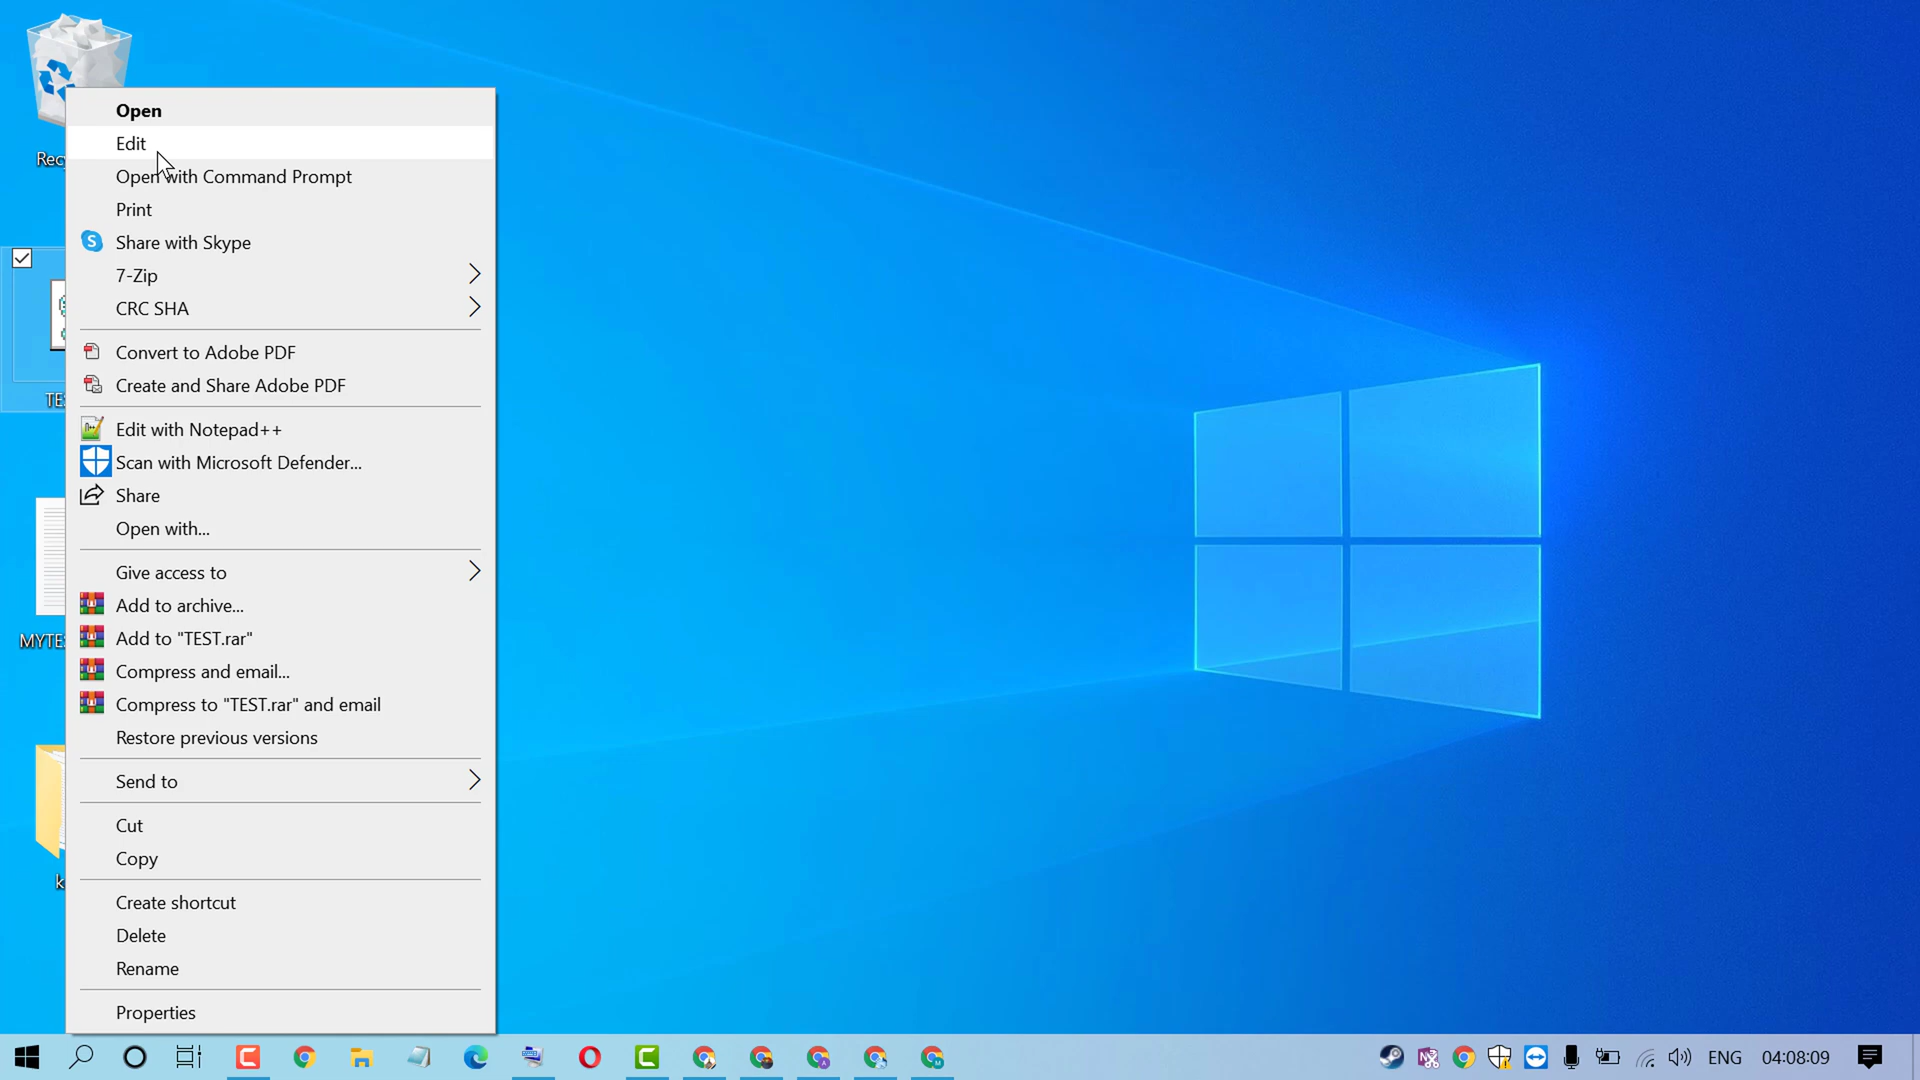 Rec
TE
MYTE
k
Open
Edit
Open with Command Prompt
Print
Share with Skype
7-Zip
CRC SHA
Convert to Adobe PDF
Create and Share Adobe PDF
Edit with Notepad++
Scan with Microsoft Defender...
Share
Open with...
Give access to
Add to archive...
Add to "TEST.rar"
Compress and email...
Compress to "TEST.rar" and email
Restore previous versions
Send to
Cut
Copy
Create shortcut
Delete
Rename
Properties
ENG
04:08:09